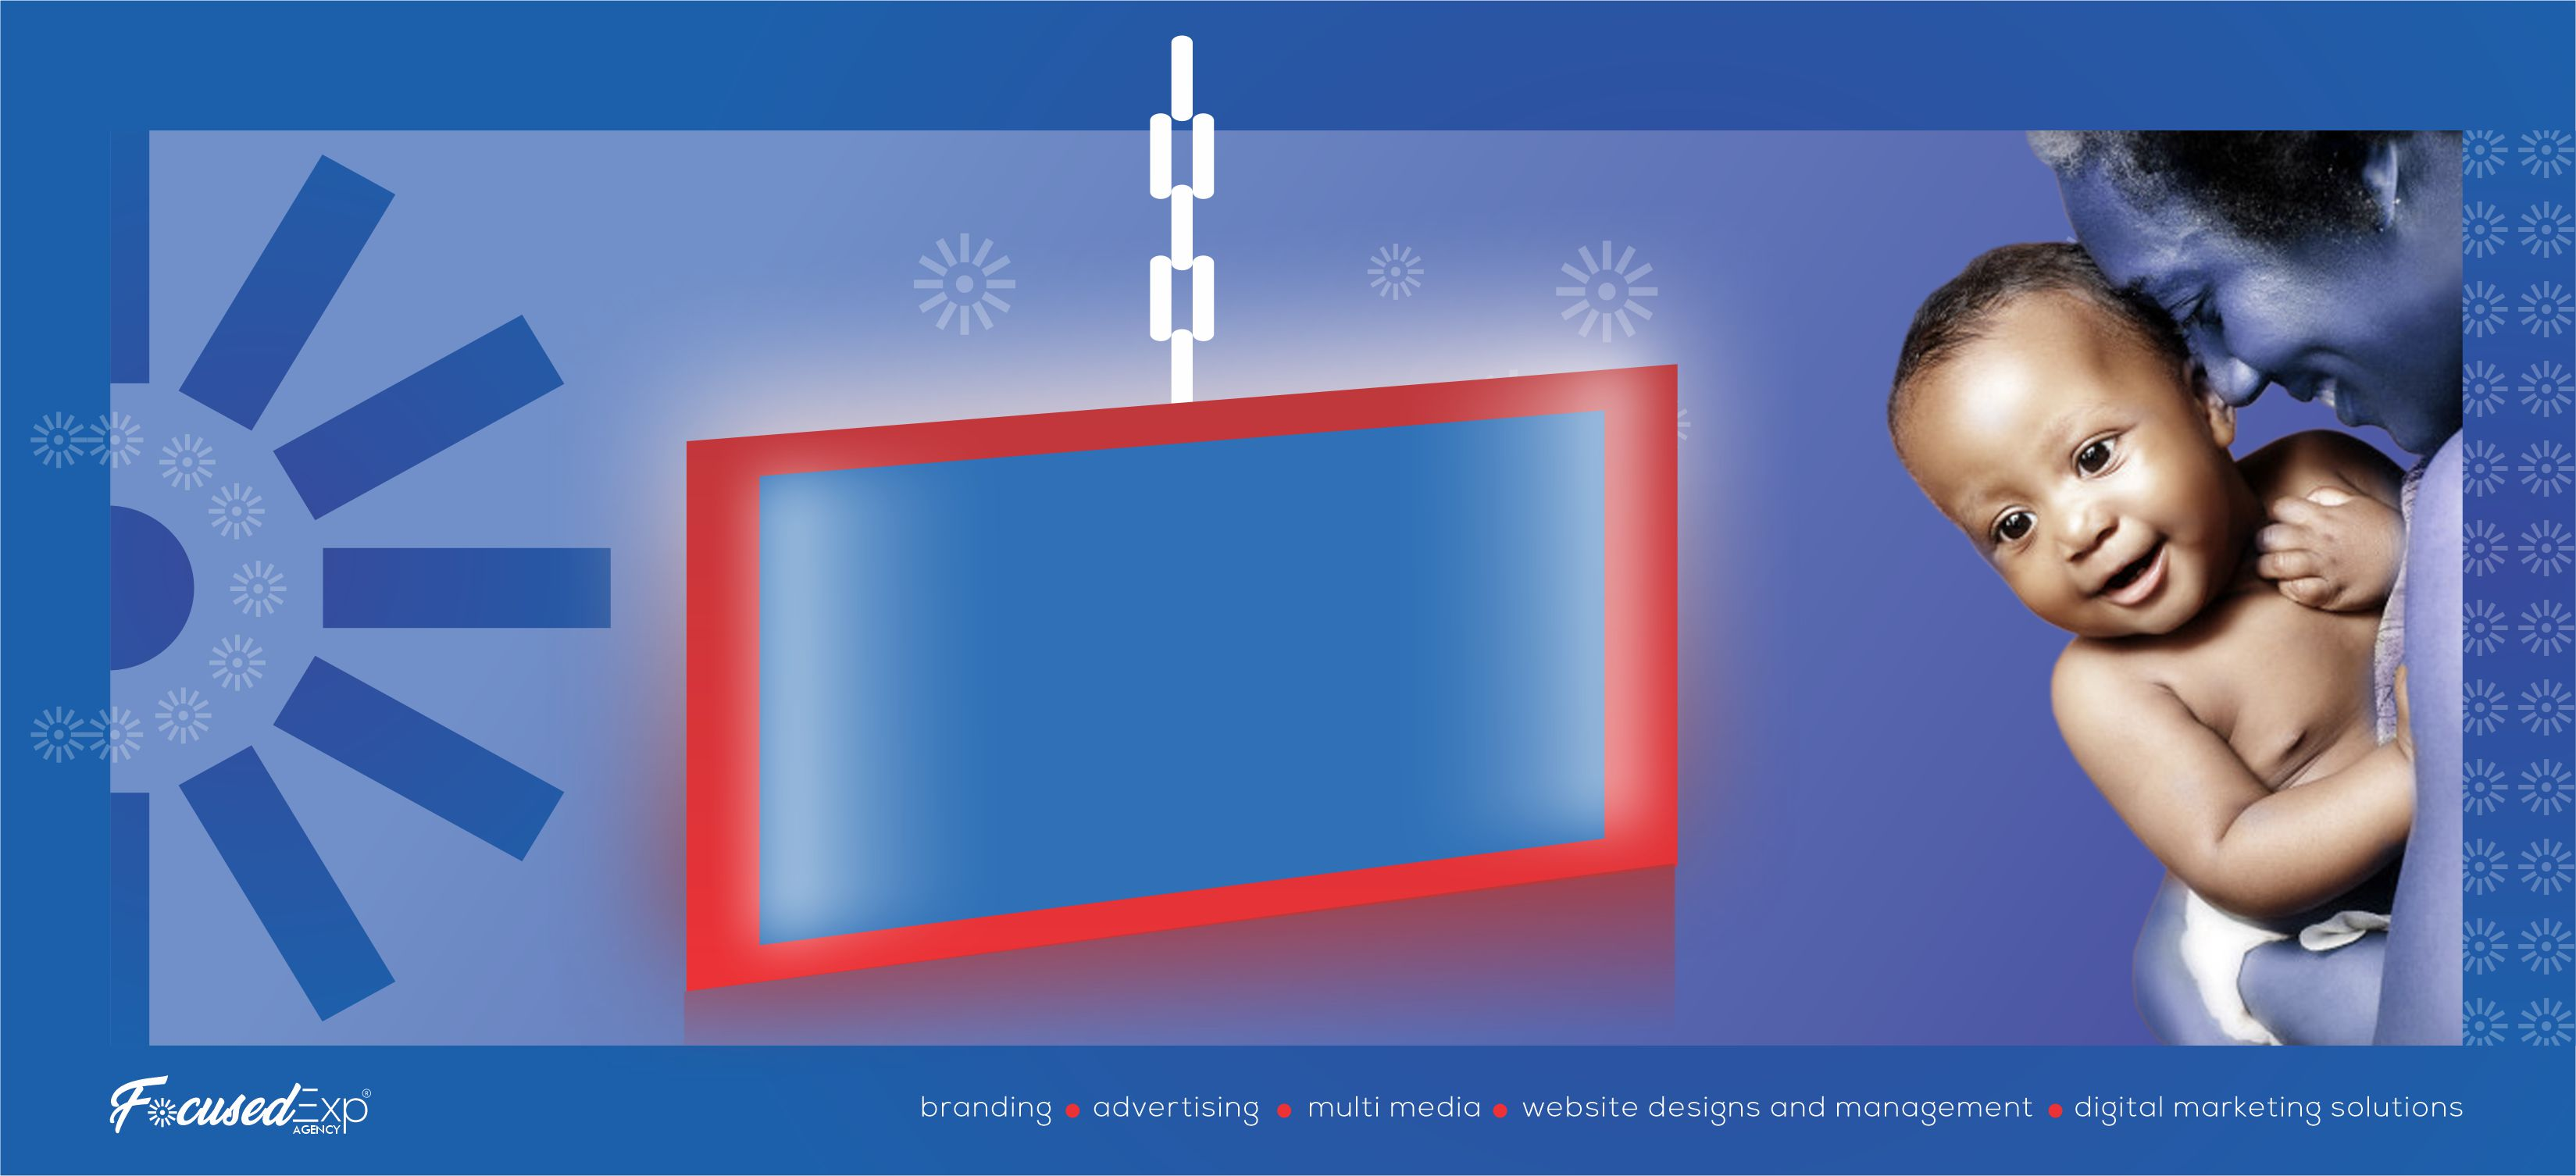 FocusedExp®
AGENCY
branding • advertising • multi media • website designs and management • digital marketing solutions